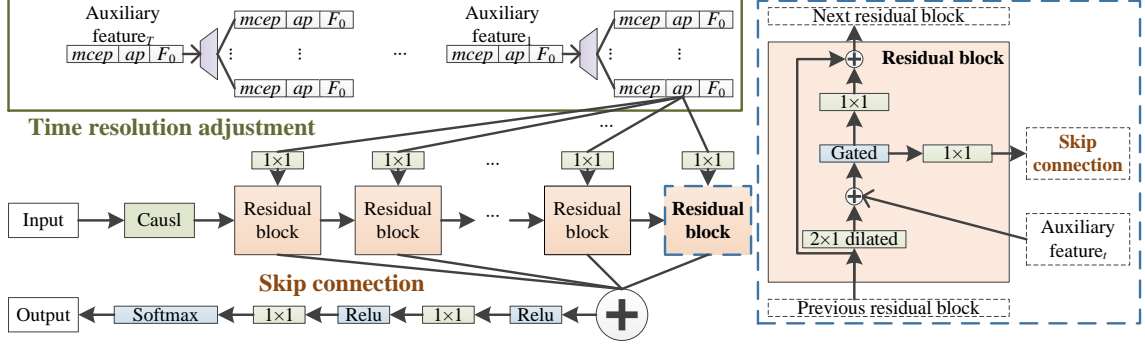 Auxiliary
feature_T
mcep ap F_0
mcep ap F_0
⋮ ⋮
mcep ap F_0
...
Auxiliary
feature_1
mcep ap F_0
mcep ap F_0
⋮ ⋮
mcep ap F_0
Time resolution adjustment
...
1×1
1×1
...
1×1
1×1
Input
Causl
Residual
block
Residual
block
...
Residual
block
Residual
block
Skip connection
Output
Softmax
1×1
Relu
1×1
Relu
+
Next residual block
Residual block
+
1×1
Gated
1×1
Skip
connection
+
2×1 dilated
Auxiliary
feature_t
Previous residual block